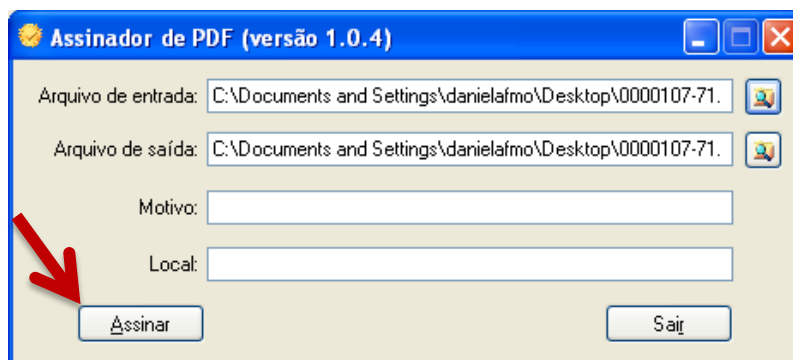 Assinador de PDF (versão 1.0.4)
Arquivo de entrada: C:\Documents and Settings\danielafmo\Desktop\0000107-71.
Arquivo de saída: C:\Documents and Settings\danielafmo\Desktop\0000107-71.
Motivo:
Local:
Assinar Sair